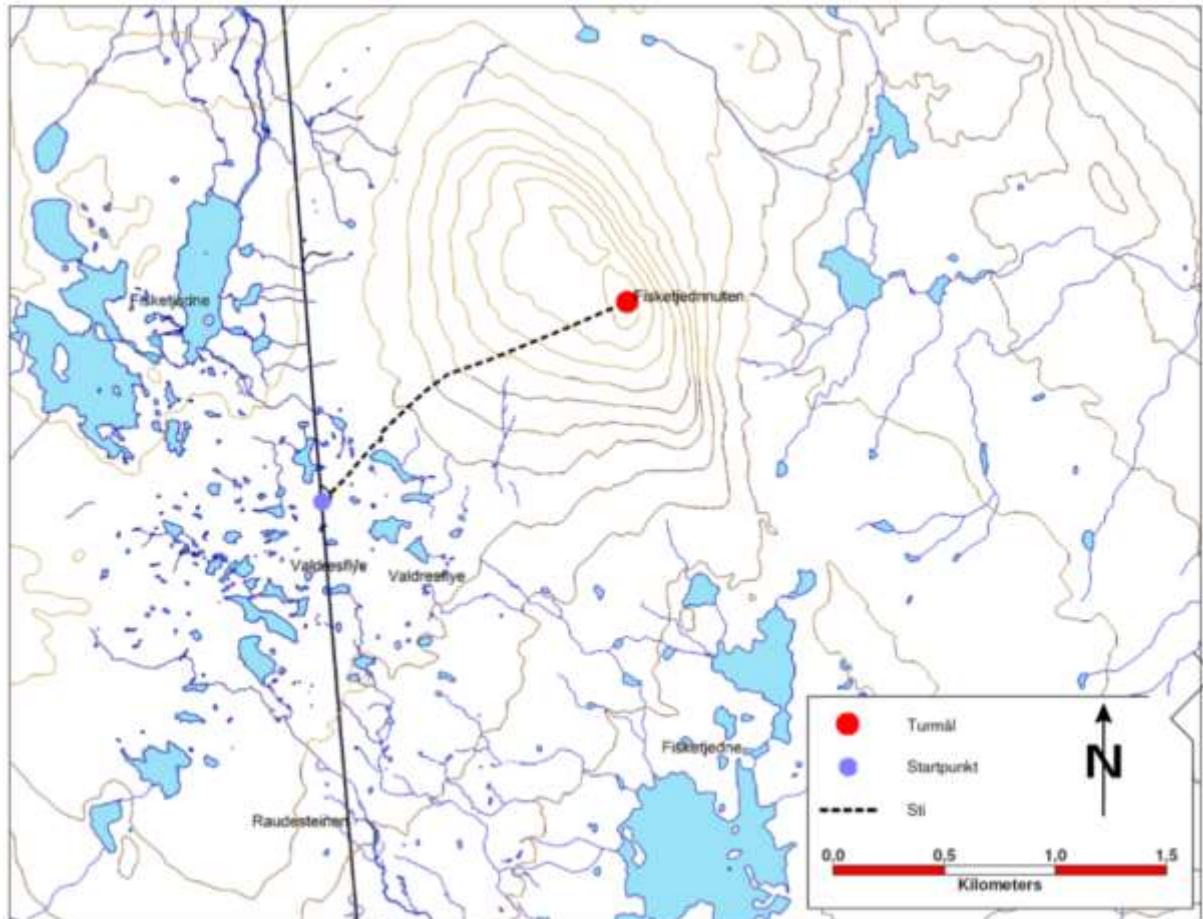 Fisketjedne
Fisketjednnuten
Valdresflye
Valdresflye
Fisketjedne
Raudesteinen
Turmål
Startpunkt
Sti
N
0,0 0,5 1,0 1,5
Kilometers